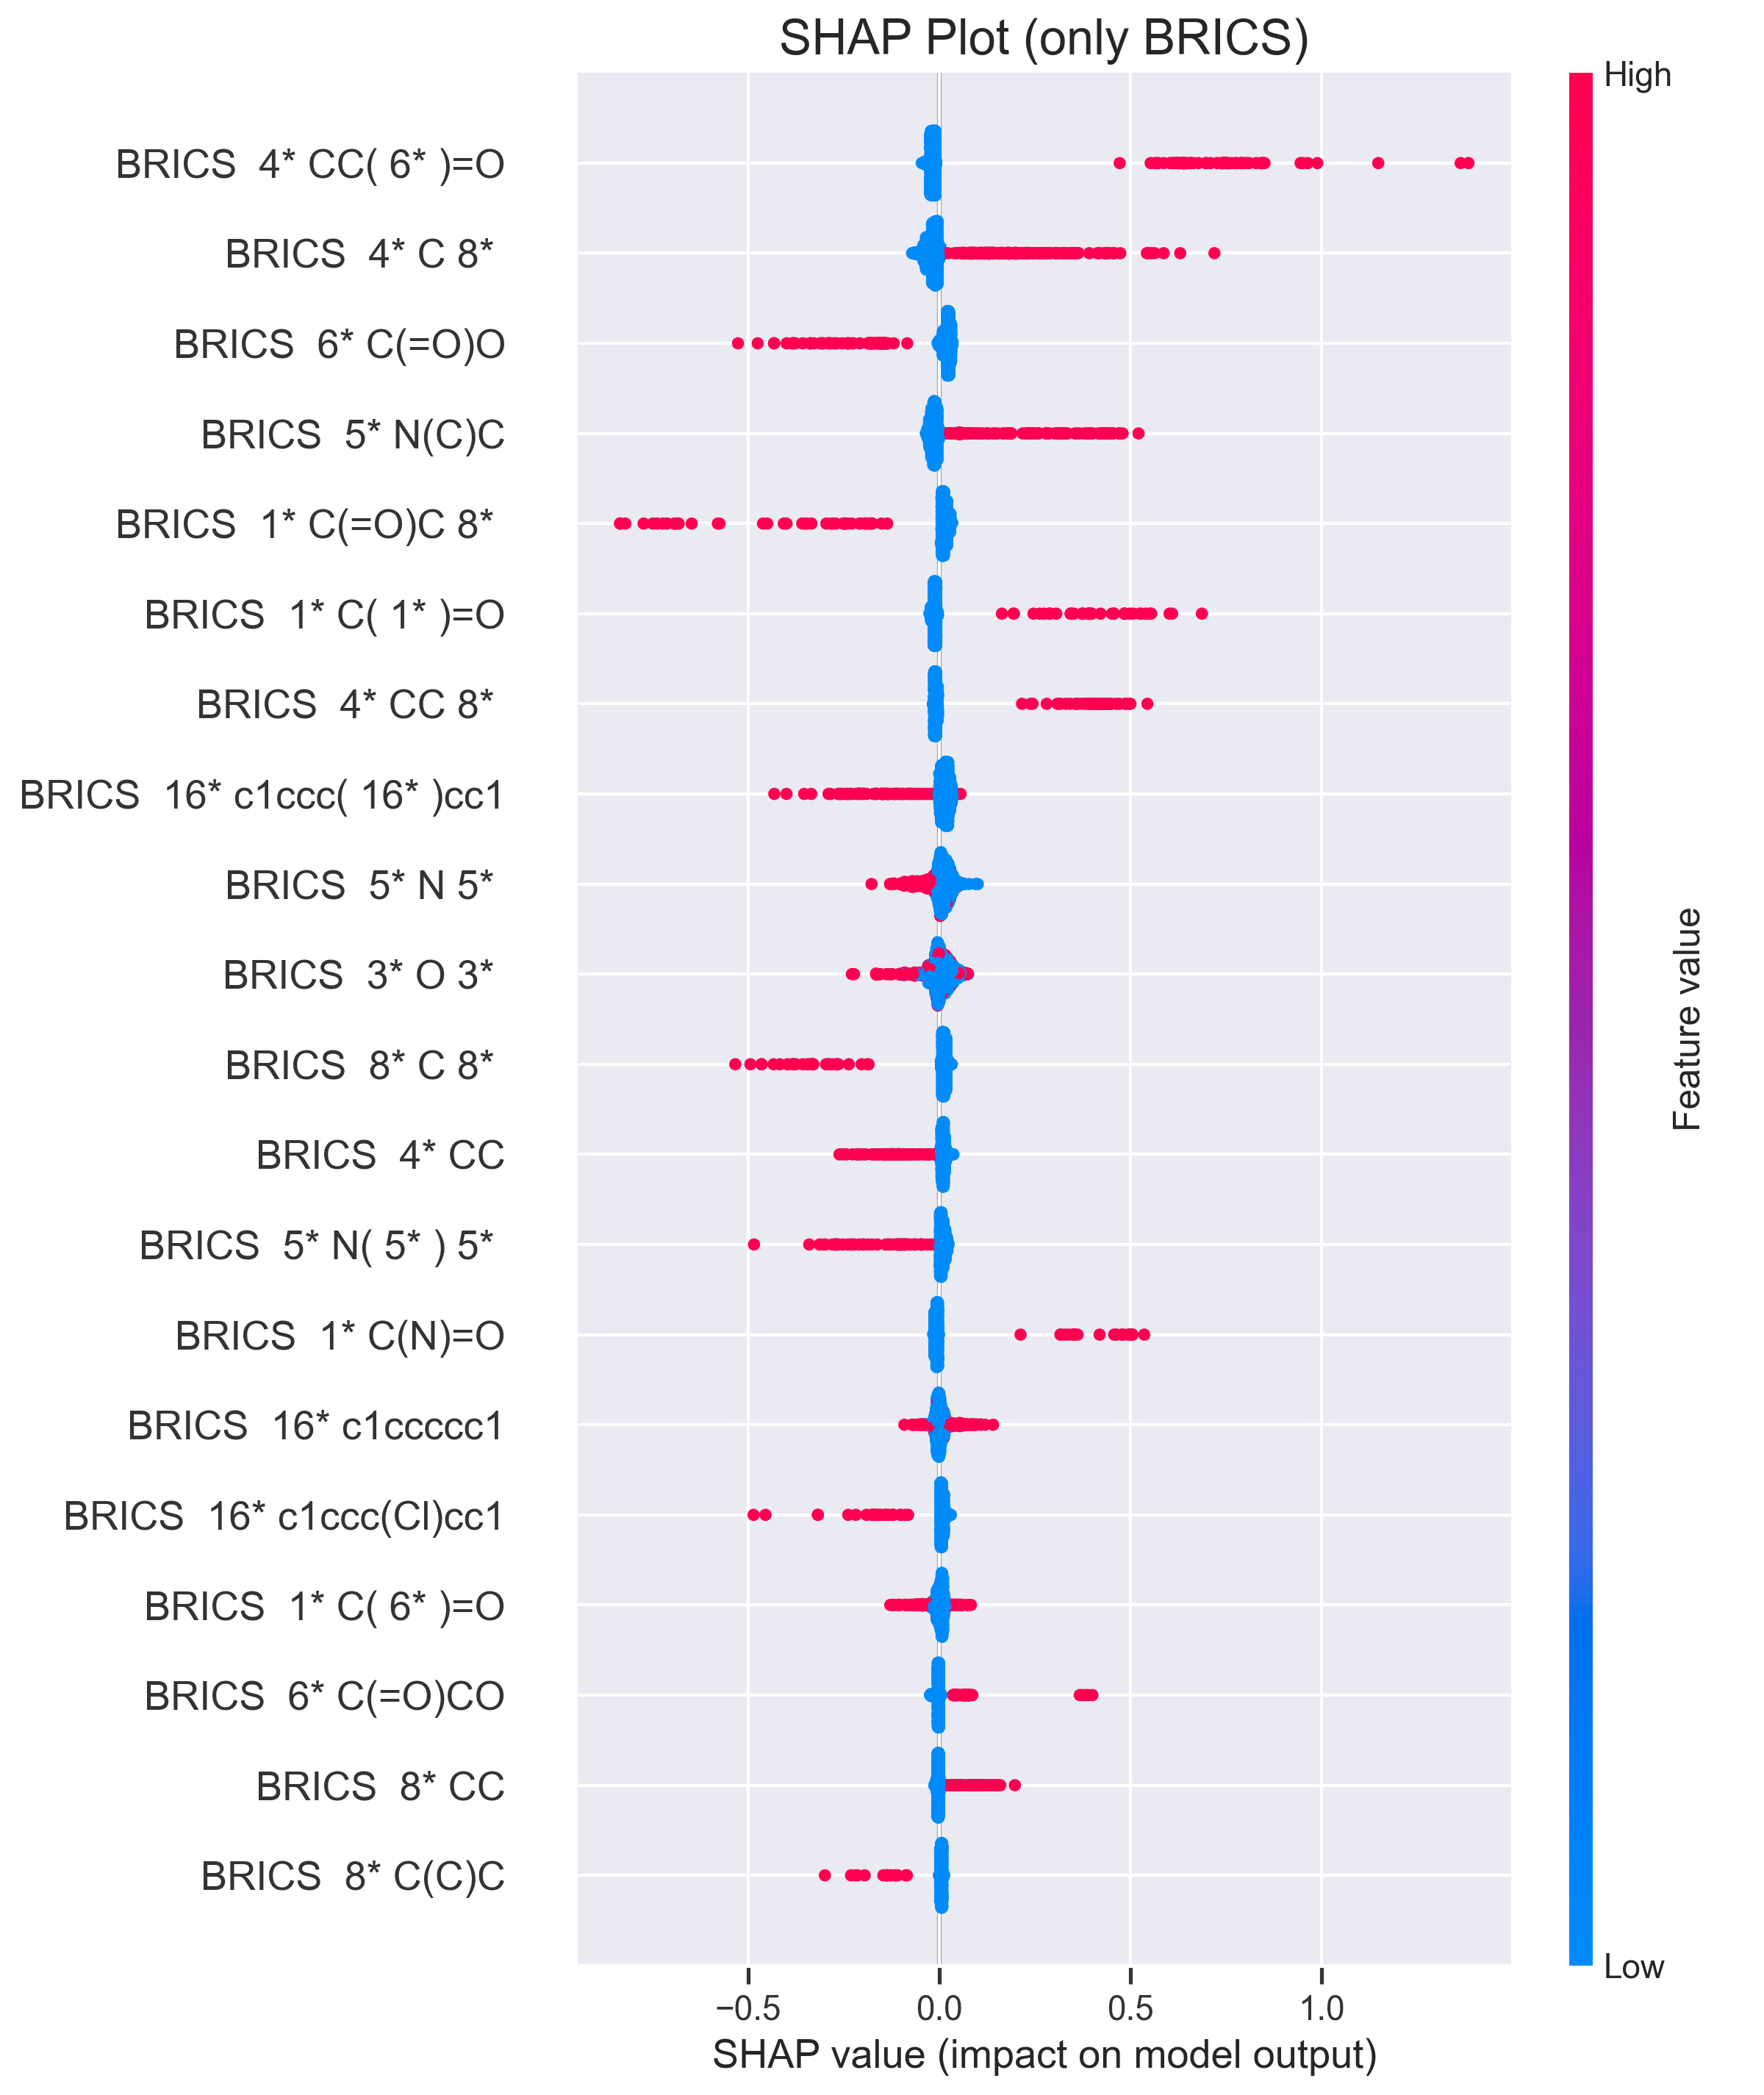 SHAP Plot (only BRICS)
High
BRICS 4* CC( 6* )=O
BRICS 4* C 8*
BRICS 6* C(=O)O
BRICS 5* N(C)C
BRICS 1* C(=O)C 8*
BRICS 1* C( 1* )=O
BRICS 4* CC 8*
BRICS 16* c1ccc( 16* )cc1
BRICS 5* N 5*
BRICS 3* O 3*
BRICS 8* C 8*
BRICS 4* CC
BRICS 5* N( 5* ) 5*
BRICS 1* C(N)=O
BRICS 16* c1ccccc1
BRICS 16* c1ccc(Cl)cc1
BRICS 1* C( 6* )=O
BRICS 6* C(=O)CO
BRICS 8* CC
BRICS 8* C(C)C
Feature value
Low
−0.5 0.0 0.5 1.0
SHAP value (impact on model output)